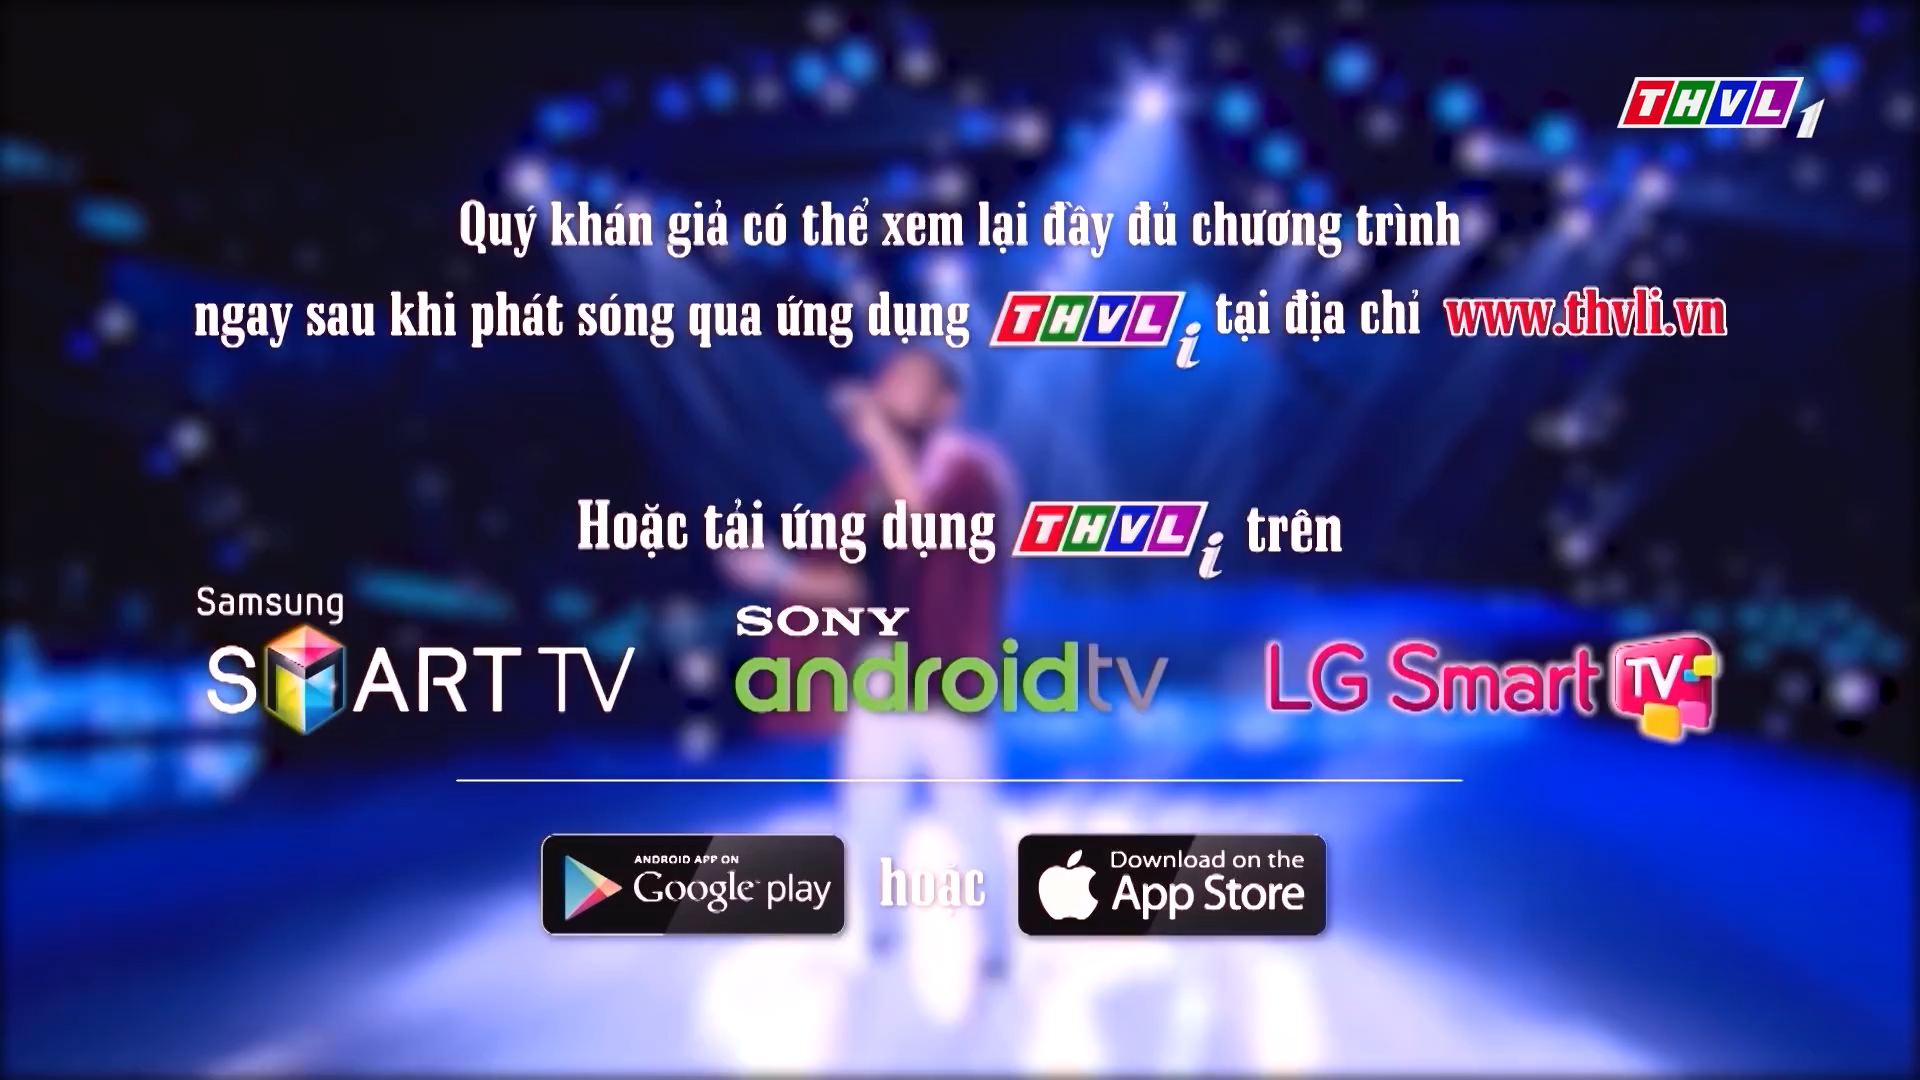 THVL1
Quý khán giả có thể xem lại đầy đủ chương trình
ngay sau khi phát sóng qua ứng dụng THVLi tại địa chỉ www.thvli.vn
Hoặc tải ứng dụng THVLi trên
Samsung
SMART TV
SONY
androidtv
LG Smart TV
ANDROID APP ON
Google play
hoặc
Download on the
App Store